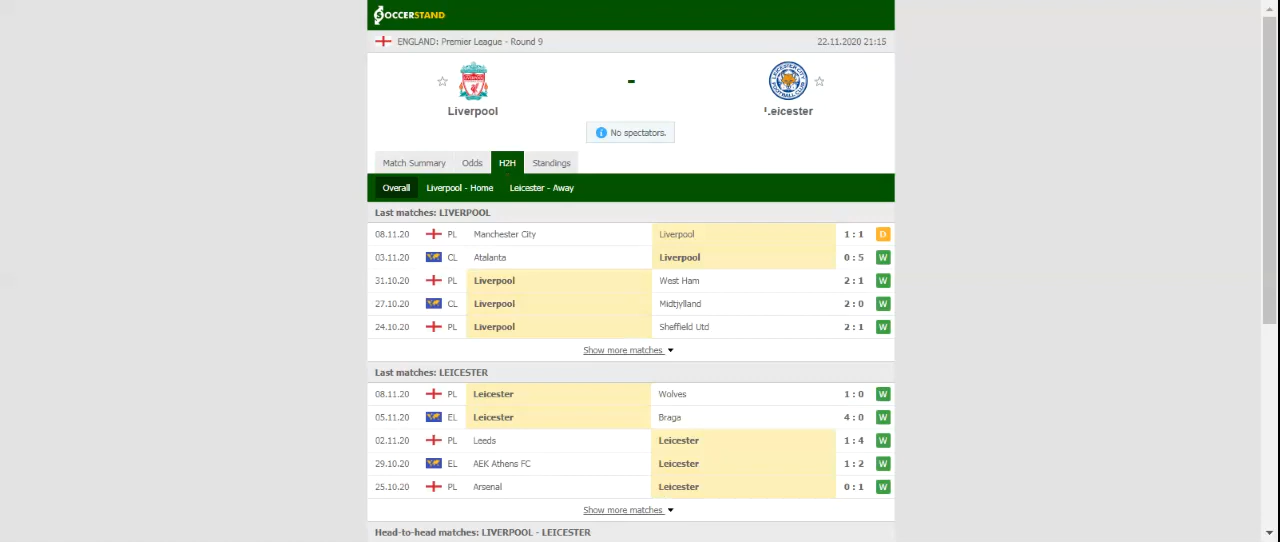 SOCCERSTAND
ENGLAND: Premier League - Round 9 22.11.2020 21:15
-
Liverpool Leicester
No spectators.
Match Summary Odds H2H Standings
Overall Liverpool - Home Leicester - Away
Last matches: LIVERPOOL
08.11.20 PL Manchester City Liverpool 1 : 1 D
03.11.20 CL Atalanta Liverpool 0 : 5 W
31.10.20 PL Liverpool West Ham 2 : 1 W
27.10.20 CL Liverpool Midtjylland 2 : 0 W
24.10.20 PL Liverpool Sheffield Utd 2 : 1 W
Show more matches
Last matches: LEICESTER
08.11.20 PL Leicester Wolves 1 : 0 W
05.11.20 EL Leicester Braga 4 : 0 W
02.11.20 PL Leeds Leicester 1 : 4 W
29.10.20 EL AEK Athens FC Leicester 1 : 2 W
25.10.20 PL Arsenal Leicester 0 : 1 W
Show more matches
Head-to-head matches: LIVERPOOL - LEICESTER